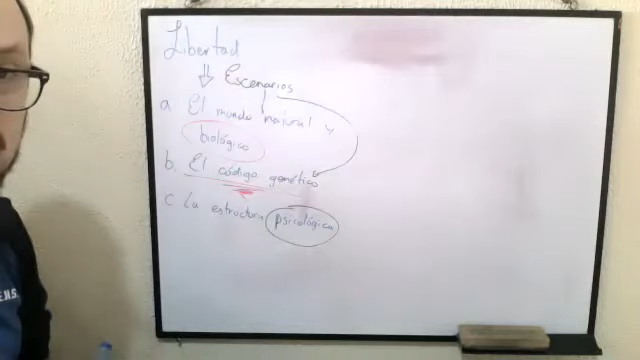 Libertad
Escenarios
a. El mundo natural y
biológico
b. El código genético
c La estructura psicológica
E.N.S.